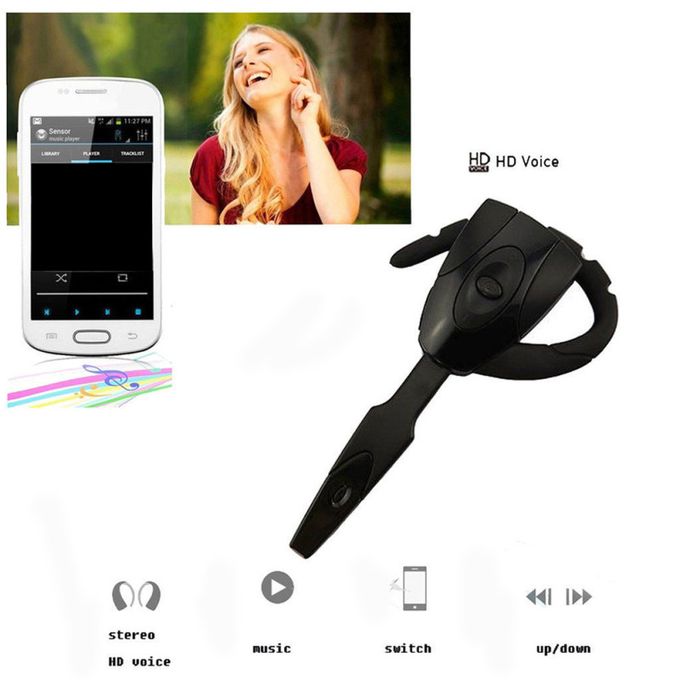 11:27 PM
Sensor
music player
LIBRARY PLAYER TRACKLIST
HD VOICE HD Voice
stereo
HD voice
music
switch
up/down